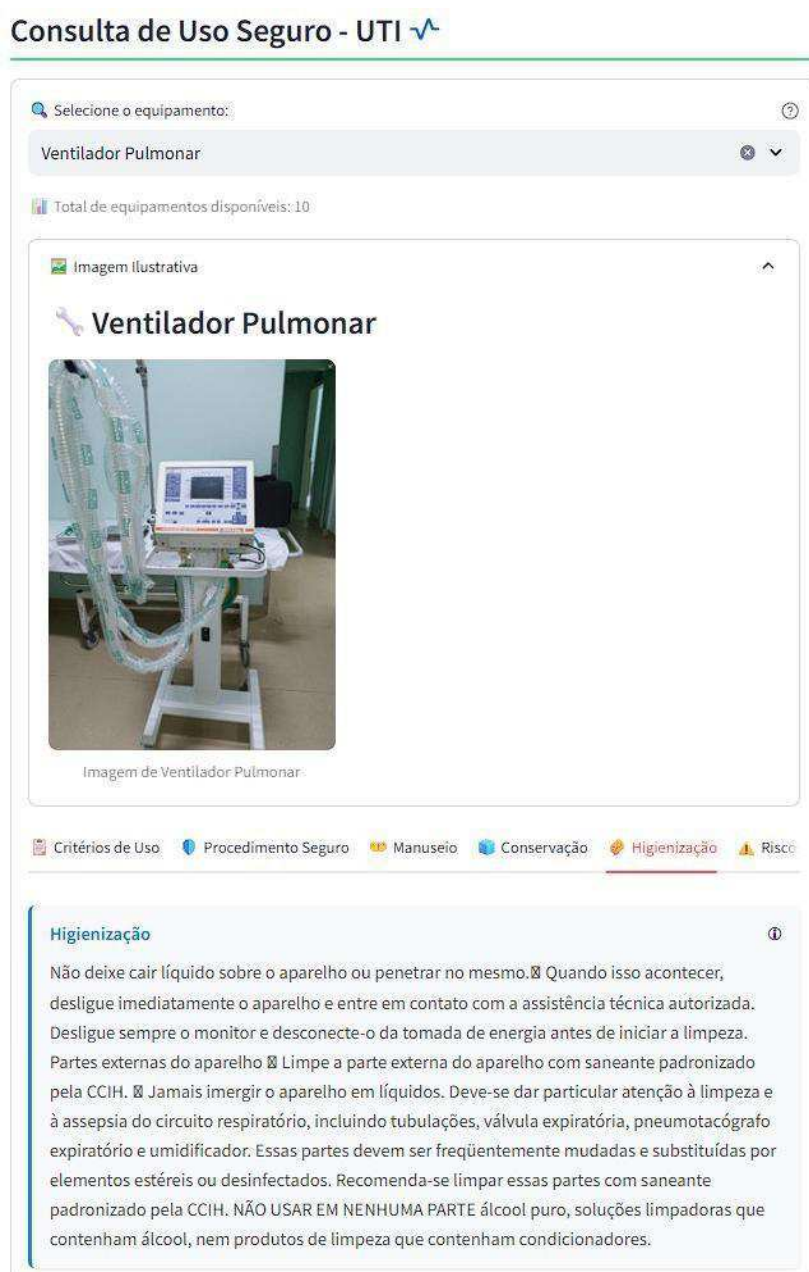 Consulta de Uso Seguro - UTI
Selecione o equipamento:
Ventilador Pulmonar
Total de equipamentos disponíveis: 10
Imagem Ilustrativa
Ventilador Pulmonar
Imagem de Ventilador Pulmonar
Critérios de Uso Procedimento Seguro Manuseio Conservação Higienização Risco
Higienização
Não deixe cair líquido sobre o aparelho ou penetrar no mesmo. Quando isso acontecer,
desligue imediatamente o aparelho e entre em contato com a assistência técnica autorizada.
Desligue sempre o monitor e desconecte-o da tomada de energia antes de iniciar a limpeza.
Partes externas do aparelho Limpe a parte externa do aparelho com saneante padronizado
pela CCIH. Jamais imergir o aparelho em líquidos. Deve-se dar particular atenção à limpeza e
à assepsia do circuito respiratório, incluindo tubulações, válvula expiratória, pneumotacógrafo
expiratório e umidificador. Essas partes devem ser freqüentemente mudadas e substituídas por
elementos estéreis ou desinfectados. Recomenda-se limpar essas partes com saneante
padronizado pela CCIH. NÃO USAR EM NENHUMA PARTE álcool puro, soluções limpadoras que
contenham álcool, nem produtos de limpeza que contenham condicionadores.